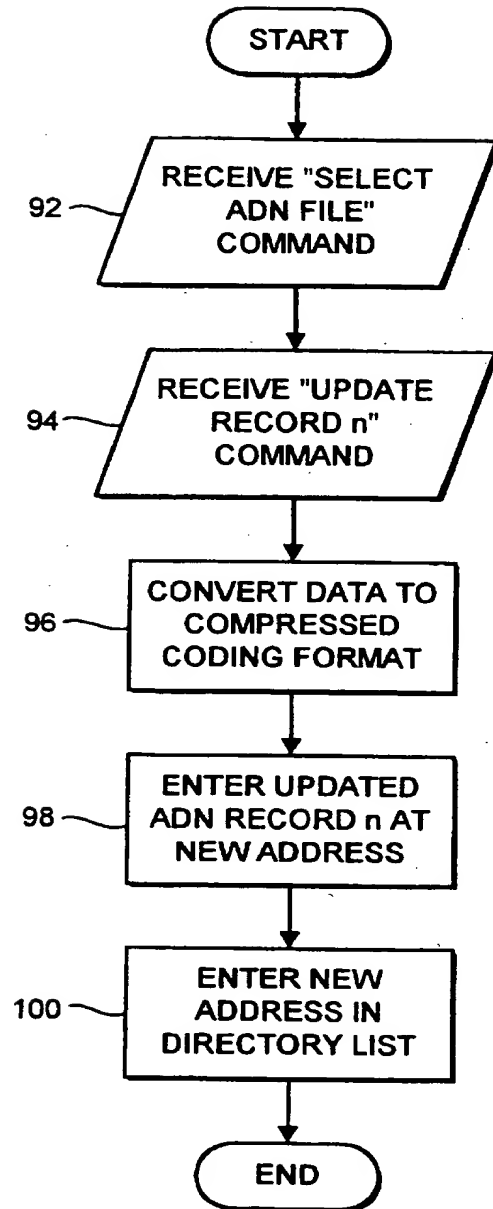 START
92
RECEIVE "SELECT
ADN FILE"
COMMAND
94
RECEIVE "UPDATE
RECORD n"
COMMAND
96
CONVERT DATA TO
COMPRESSED
CODING FORMAT
98
ENTER UPDATED
ADN RECORD n AT
NEW ADDRESS
100
ENTER NEW
ADDRESS IN
DIRECTORY LIST
END